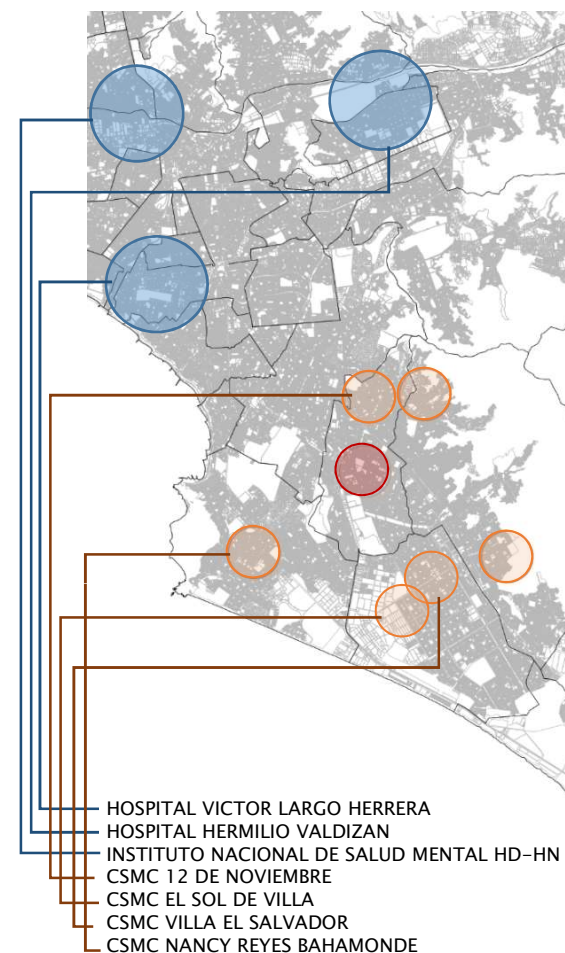 HOSPITAL VICTOR LARGO HERRERA
HOSPITAL HERMILIO VALDIZAN
INSTITUTO NACIONAL DE SALUD MENTAL HD-HN
CSMC 12 DE NOVIEMBRE
CSMC EL SOL DE VILLA
CSMC VILLA EL SALVADOR
CSMC NANCY REYES BAHAMONDE